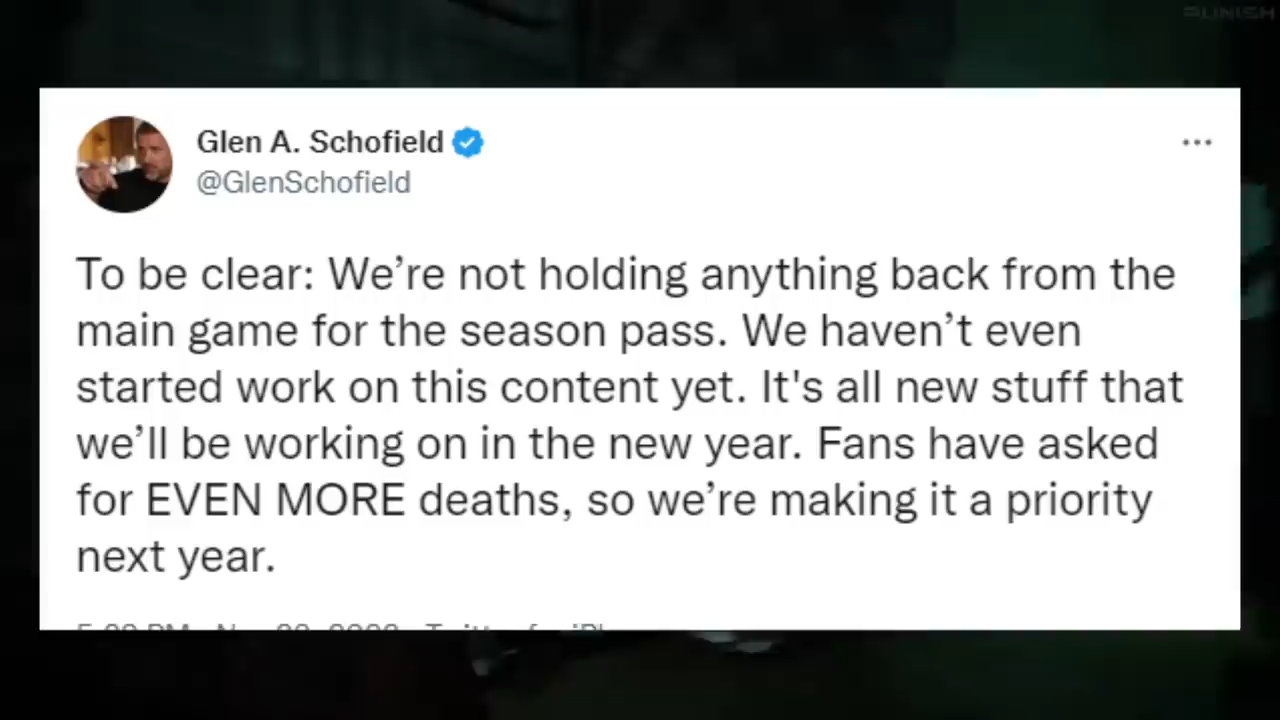 PUNISH
Glen A. Schofield
@GlenSchofield
To be clear: We’re not holding anything back from the
main game for the season pass. We haven’t even
started work on this content yet. It's all new stuff that
we’ll be working on in the new year. Fans have asked
for EVEN MORE deaths, so we’re making it a priority
next year.